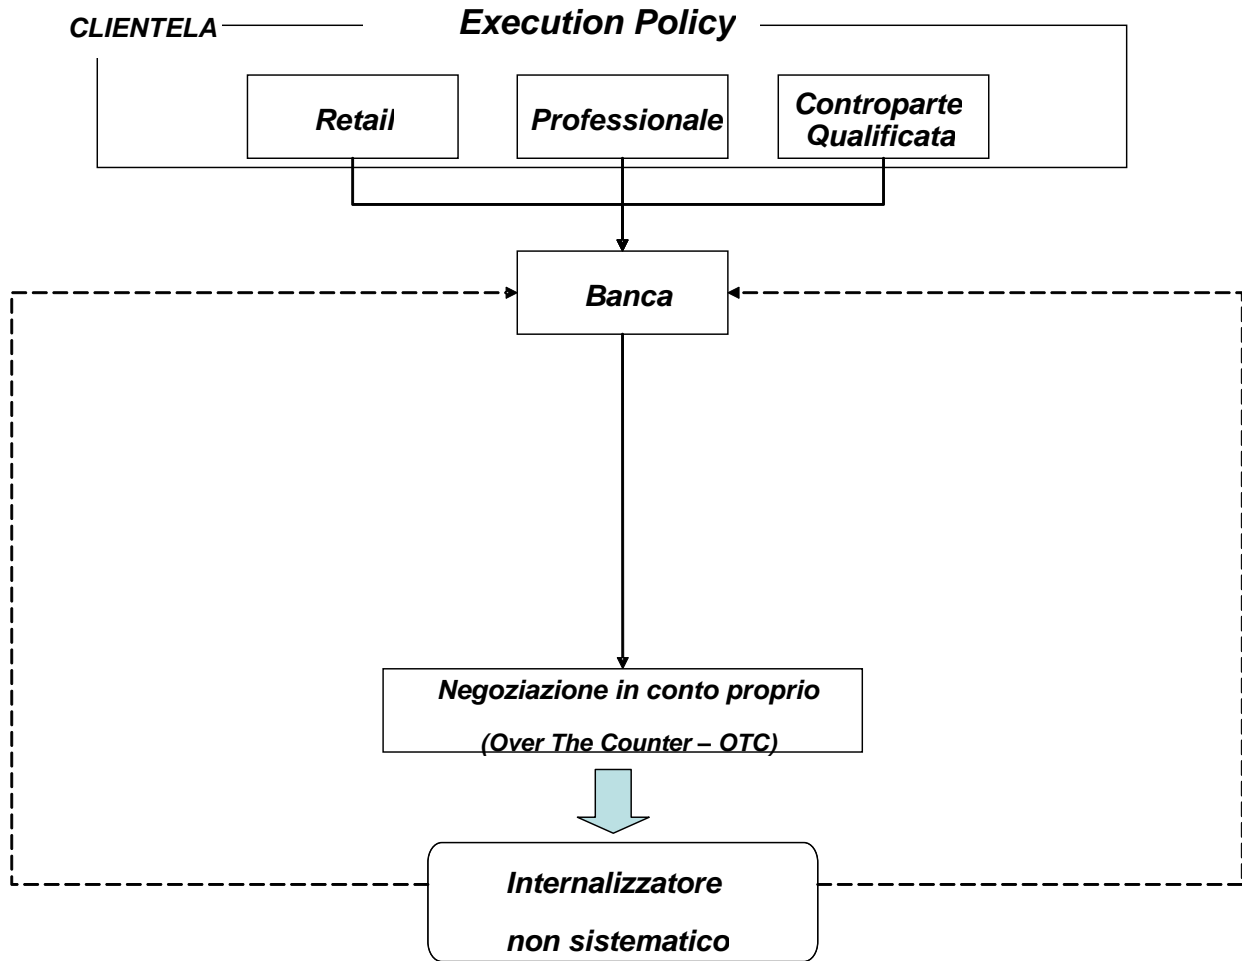 CLIENTELA
Execution Policy
Retail
Professionale
Controparte
Qualificata
Banca
Negoziazione in conto proprio
(Over The Counter – OTC)
Internalizzatore
non sistematico